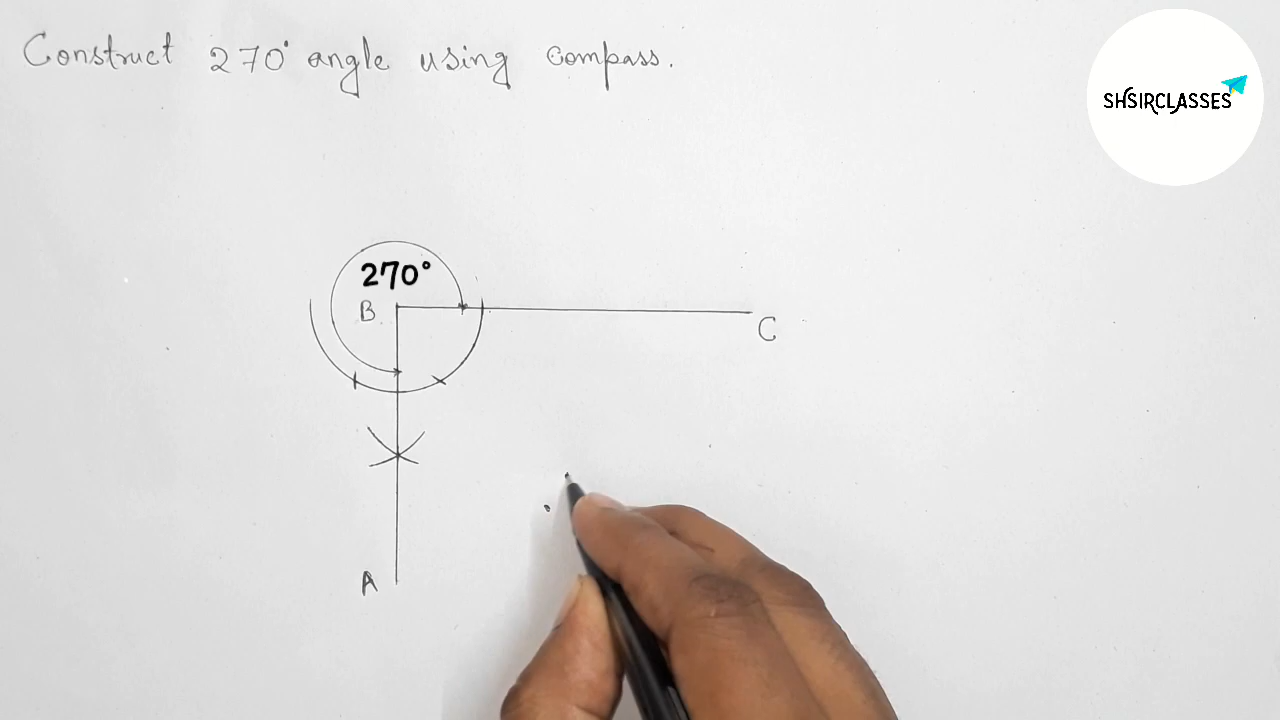 Construct 270° angle using compass.
SHSIRCLASSES
270°
B
C
A